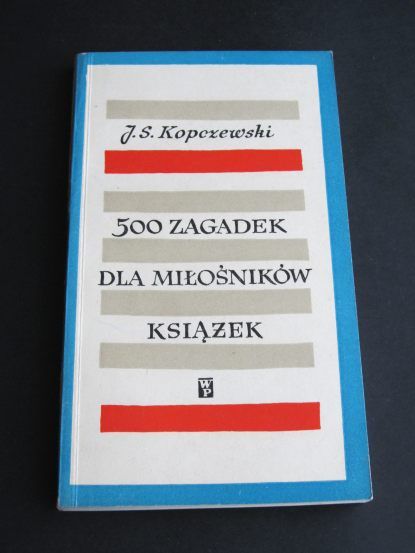 J. S. Kopczewski
500 ZAGADEK
DLA MIŁOŚNIKÓW
KSIĄŻEK
WP